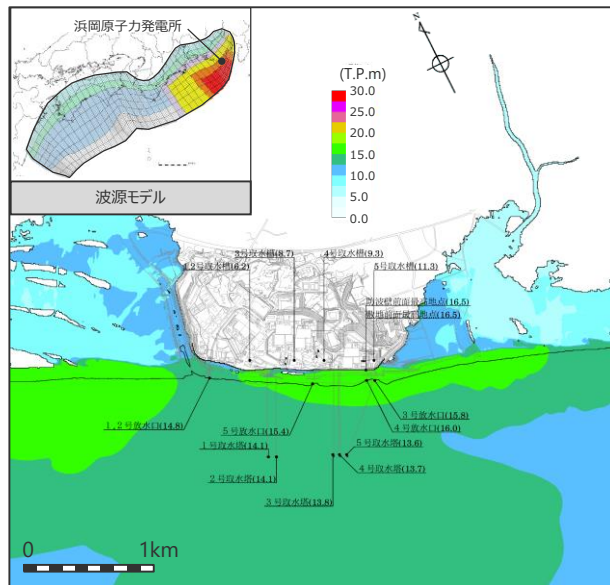 浜岡原子力発電所
波源モデル
(T.P.m)
30.0
25.0
20.0
15.0
10.0
5.0
0.0
3号取水槽(8.7)
4号取水槽(9.3)
1,2号取水槽(6.2)
5号取水槽(11.3)
防波壁前面最高地点(16.5)
敷地前面最高地点(16.5)
1,2号放水口(14.8)
5号放水口(15.4)
3号放水口(15.8)
4号放水口(16.0)
1号取水塔(14.1)
5号取水塔(13.6)
2号取水塔(14.1)
4号取水塔(13.7)
3号取水塔(13.8)
0
1km